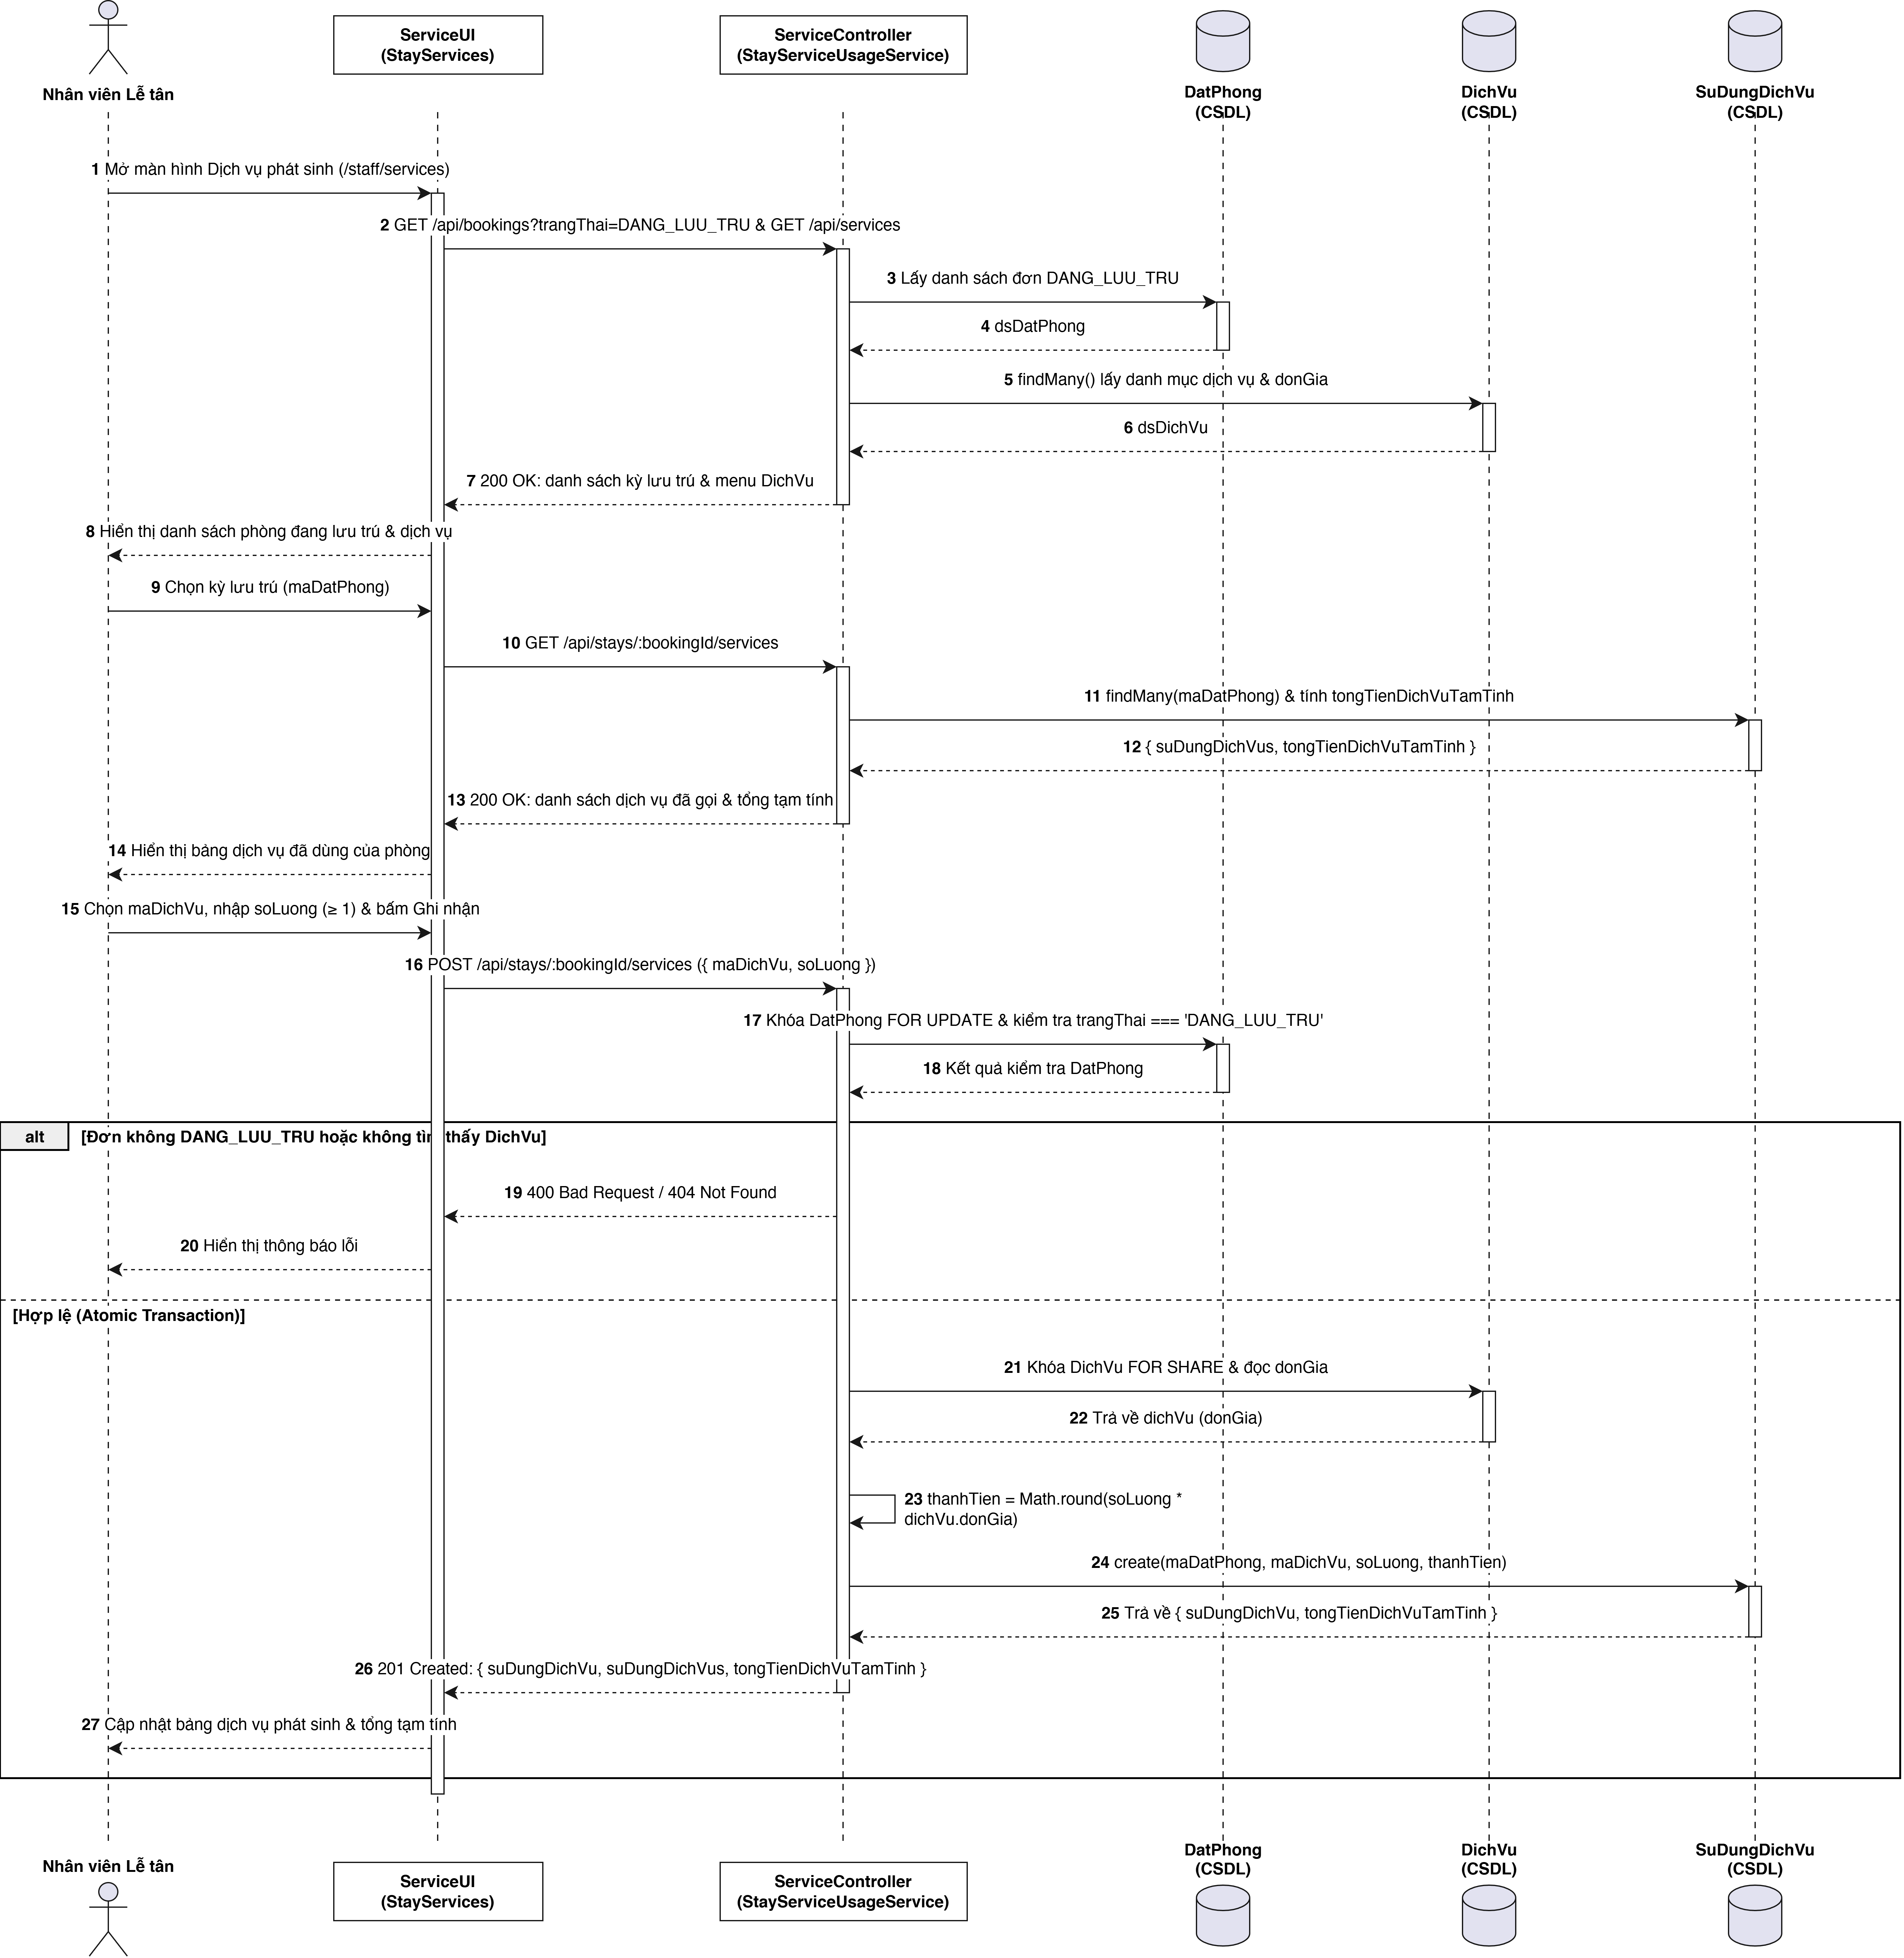 Nhân viên Lễ tân
ServiceUI
(StayServices)
ServiceController
(StayServiceUsageService)
DatPhong
(CSDL)
DichVu
(CSDL)
SuDungDichVu
(CSDL)
1 Mở màn hình Dịch vụ phát sinh (/staff/services)
2 GET /api/bookings?trangThai=DANG_LUU_TRU & GET /api/services
3 Lấy danh sách đơn DANG_LUU_TRU
4 dsDatPhong
5 findMany() lấy danh mục dịch vụ & donGia
6 dsDichVu
7 200 OK: danh sách kỳ lưu trú & menu DichVu
8 Hiển thị danh sách phòng đang lưu trú & dịch vụ
9 Chọn kỳ lưu trú (maDatPhong)
10 GET /api/stays/:bookingId/services
11 findMany(maDatPhong) & tính tongTienDichVuTamTinh
12 { suDungDichVus, tongTienDichVuTamTinh }
13 200 OK: danh sách dịch vụ đã gọi & tổng tạm tính
14 Hiển thị bảng dịch vụ đã dùng của phòng
15 Chọn maDichVu, nhập soLuong (≥ 1) & bấm Ghi nhận
16 POST /api/stays/:bookingId/services ({ maDichVu, soLuong })
17 Khóa DatPhong FOR UPDATE & kiểm tra trangThai === 'DANG_LUU_TRU'
18 Kết quả kiểm tra DatPhong
alt [Đơn không DANG_LUU_TRU hoặc không tìm thấy DichVu]
19 400 Bad Request / 404 Not Found
20 Hiển thị thông báo lỗi
[Hợp lệ (Atomic Transaction)]
21 Khóa DichVu FOR SHARE & đọc donGia
22 Trả về dichVu (donGia)
23 thanhTien = Math.round(soLuong *
dichVu.donGia)
24 create(maDatPhong, maDichVu, soLuong, thanhTien)
25 Trả về { suDungDichVu, tongTienDichVuTamTinh }
26 201 Created: { suDungDichVu, suDungDichVus, tongTienDichVuTamTinh }
27 Cập nhật bảng dịch vụ phát sinh & tổng tạm tính
Nhân viên Lễ tân
ServiceUI
(StayServices)
ServiceController
(StayServiceUsageService)
DatPhong
(CSDL)
DichVu
(CSDL)
SuDungDichVu
(CSDL)